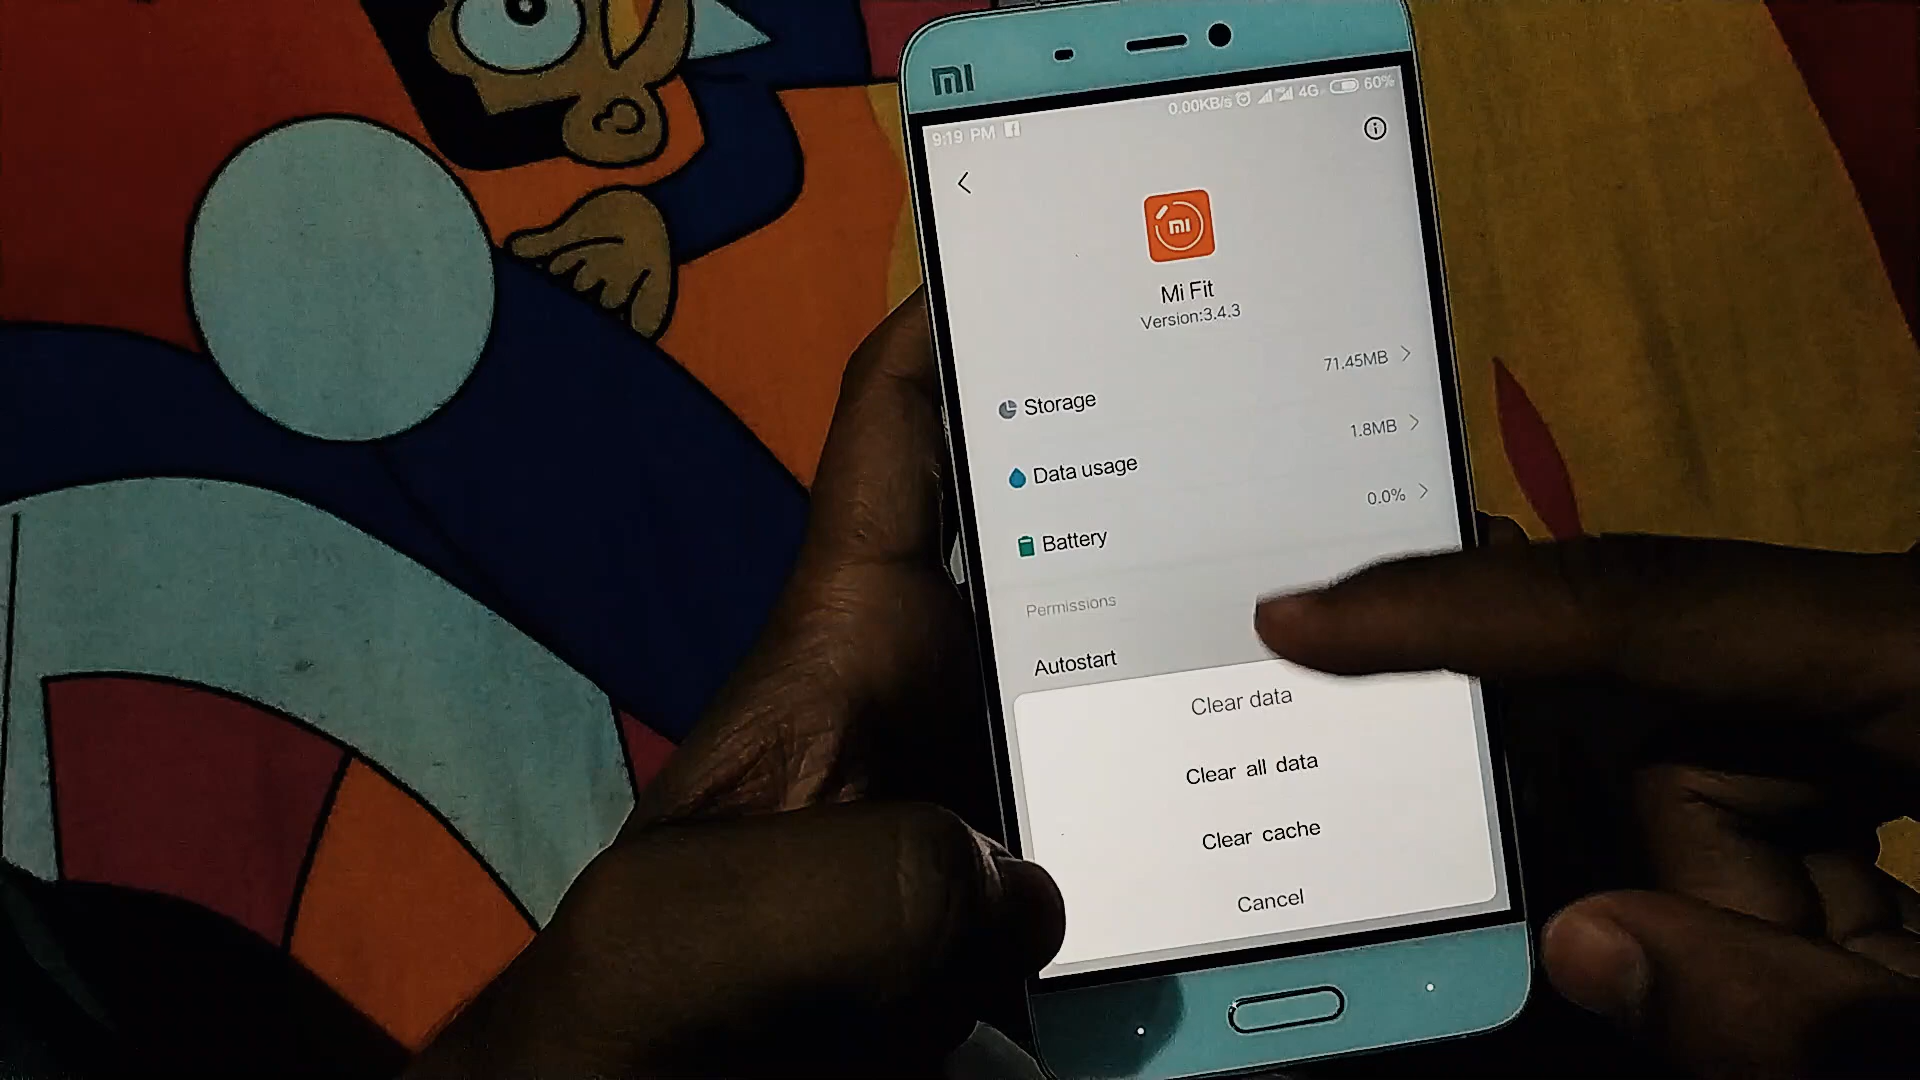 mi
0.00KB/s 4G 60%
9:19 PM
mi
Mi Fit
Version:3.4.3
Storage 71.45MB
Data usage 1.8MB
Battery 0.0%
Permissions
Autostart
Clear data
Clear all data
Clear cache
Cancel